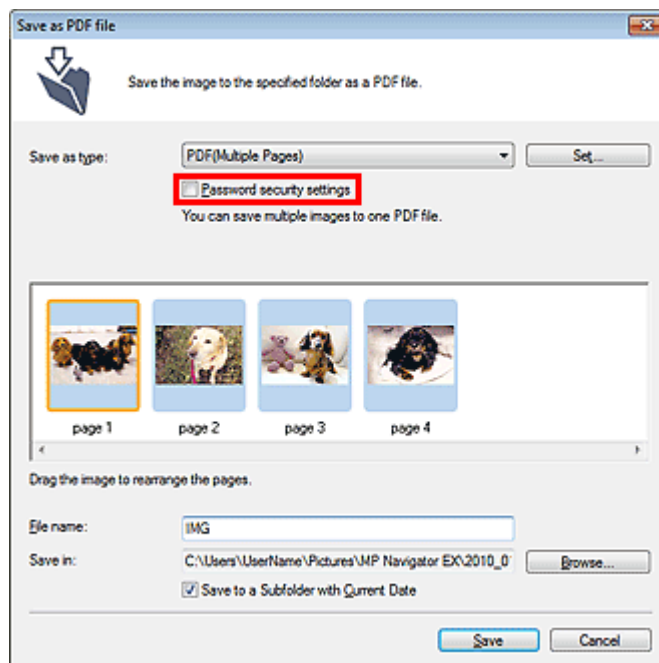 Save as PDF file
Save the image to the specified folder as a PDF file.
Save as type:
PDF(Multiple Pages)
Set...
Password security settings
You can save multiple images to one PDF file.
page 1
page 2
page 3
page 4
Drag the image to rearrange the pages.
File name:
IMG
Save in:
C:\Users\UserName\Pictures\MP Navigator EX\2010_0
Browse...
Save to a Subfolder with Current Date
Save
Cancel